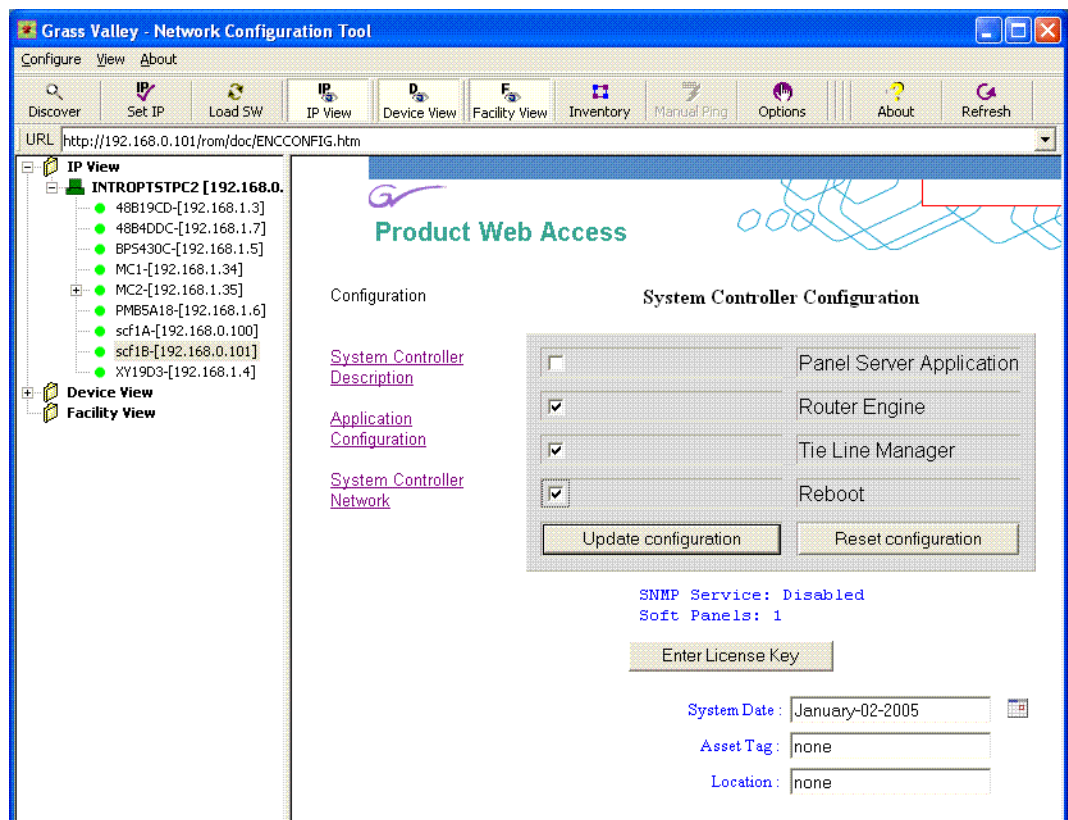 Grass Valley - Network Configuration Tool
Configure View About
Discover Set IP Load SW IP View Device View Facility View Inventory Manual Ping Options About Refresh
URL http://192.168.0.101/rom/doc/ENCCONFIG.htm
IP View
INTROPTSTPC2 [192.168.0.
48B19CD-[192.168.1.3]
48B4DDC-[192.168.1.7]
BPS430C-[192.168.1.5]
MC1-[192.168.1.34]
MC2-[192.168.1.35]
PMB5A18-[192.168.1.6]
scf1A-[192.168.0.100]
scf1B-[192.168.0.101]
XY19D3-[192.168.1.4]
Device View
Facility View
Product Web Access
Configuration
System Controller
Description
Application
Configuration
System Controller
Network
System Controller Configuration
Panel Server Application
Router Engine
Tie Line Manager
Reboot
Update configuration Reset configuration
SNMP Service: Disabled
Soft Panels: 1
Enter License Key
System Date : January-02-2005
Asset Tag : none
Location : none